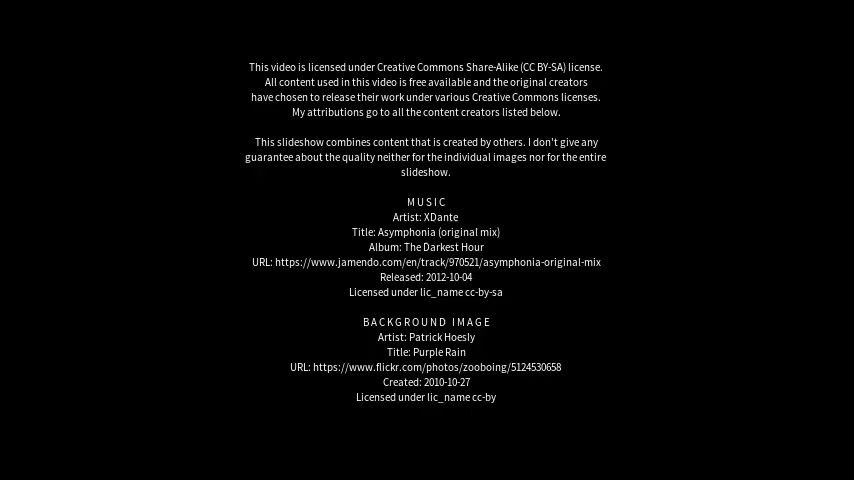 This video is licensed under Creative Commons Share-Alike (CC BY-SA) license.
All content used in this video is free available and the original creators
have chosen to release their work under various Creative Commons licenses.
My attributions go to all the content creators listed below.
This slideshow combines content that is created by others. I don't give any
guarantee about the quality neither for the individual images nor for the entire
slideshow.
M U S I C
Artist: XDante
Title: Asymphonia (original mix)
Album: The Darkest Hour
URL: https://www.jamendo.com/en/track/970521/asymphonia-original-mix
Released: 2012-10-04
Licensed under lic_name cc-by-sa
B A C K G R O U N D   I M A G E
Artist: Patrick Hoesly
Title: Purple Rain
URL: https://www.flickr.com/photos/zooboing/5124530658
Created: 2010-10-27
Licensed under lic_name cc-by